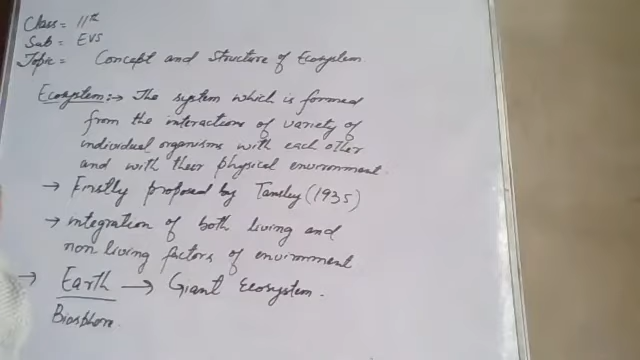 Class = 11th
Sub = EVS
Topic = Concept and Structure of Ecosystem
Ecosystem :→ The system which is formed
from the interactions of variety of
individual organisms with each other
and with their physical environment.
→ Firstly proposed by Tansley (1935)
→ integration of both living and
non living factors of environment
→ Earth → Giant Ecosystem.
Biosphere.